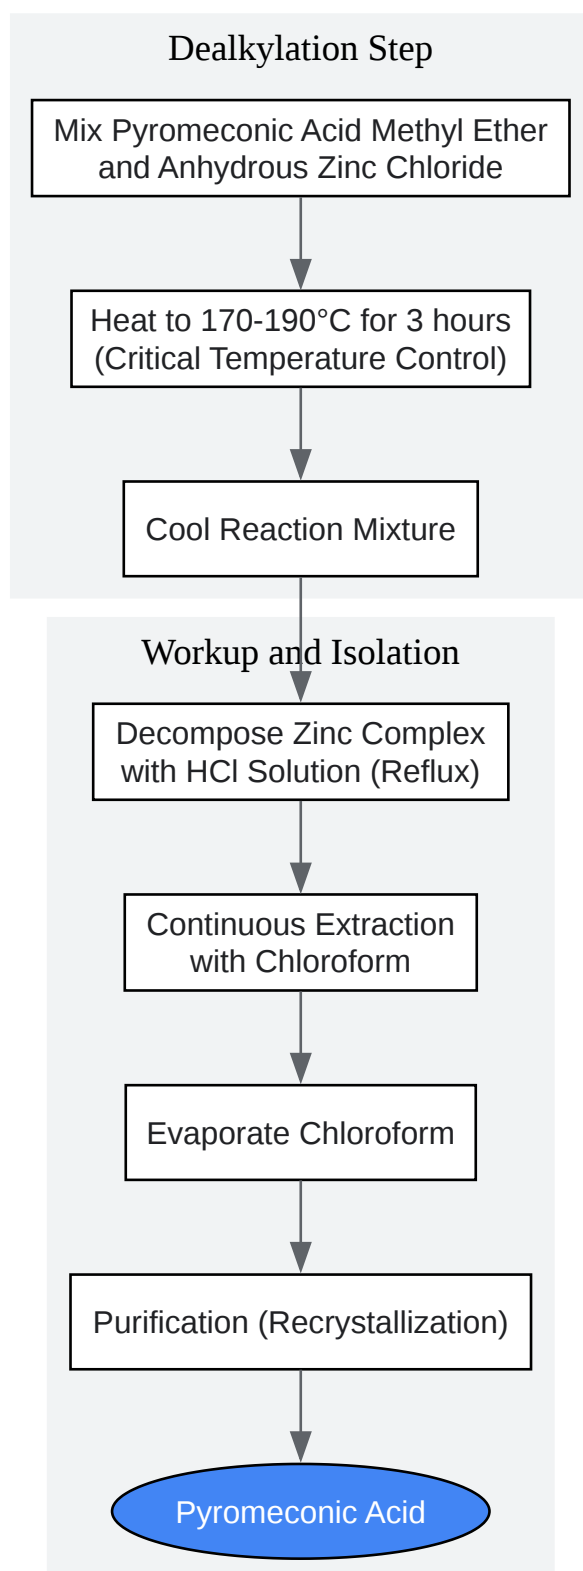 Dealkylation Step
Mix Pyromeconic Acid Methyl Ether
and Anhydrous Zinc Chloride
Heat to 170-190°C for 3 hours
(Critical Temperature Control)
Cool Reaction Mixture
Workup and Isolation
Decompose Zinc Complex
with HCl Solution (Reflux)
Continuous Extraction
with Chloroform
Evaporate Chloroform
Purification (Recrystallization)
Pyromeconic Acid